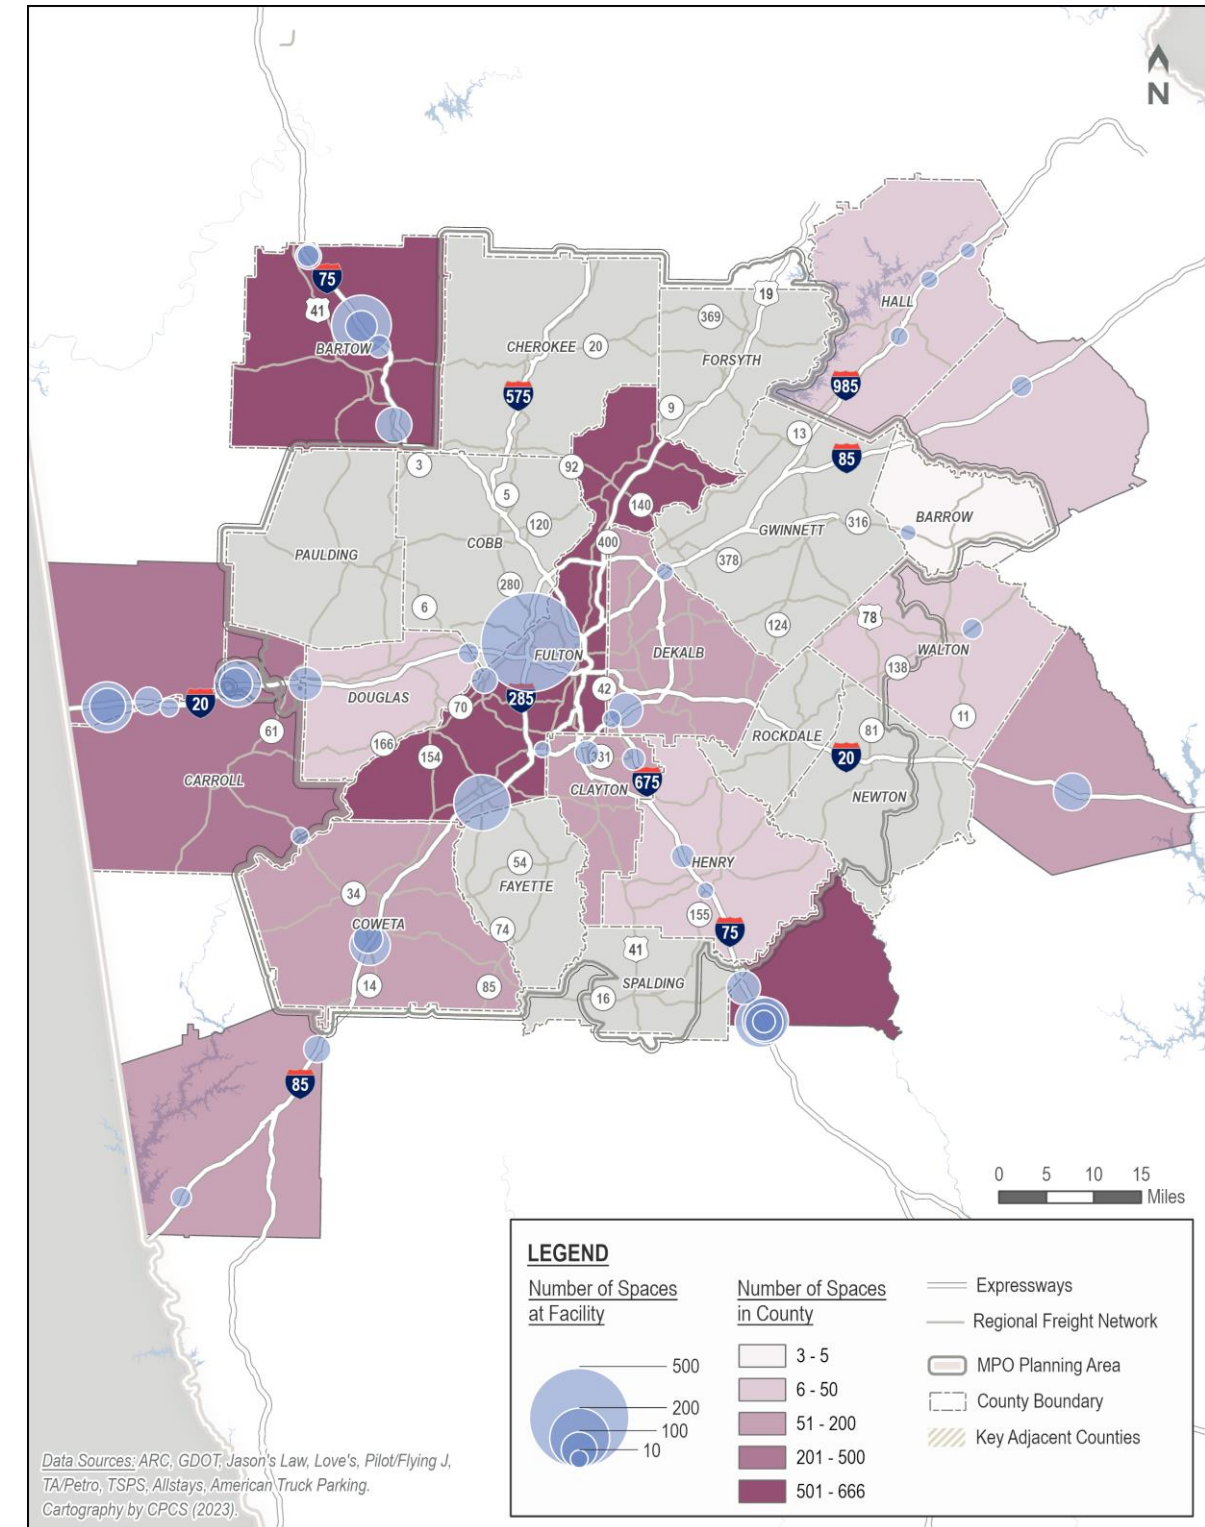 N
19
75
HALL
369
41
BARTOW
CHEROKEE
20
FORSYTH
985
575
9
13
3
92
85
5
140
316
BARROW
120
GWINNETT
COBB
400
PAULDING
378
280
6
124
78
FULTON
DEKALB
WALTON
138
DOUGLAS
42
285
20
70
11
61
81
ROCKDALE
166
154
331
20
CARROLL
675
CLAYTON
NEWTON
54
HENRY
FAYETTE
34
155
COWETA
74
75
41
14
85
SPALDING
16
85
0 5 10 15
Miles
LEGEND
Number of Spaces
at Facility
500
200
100
10
Number of Spaces
in County
3 - 5
6 - 50
51 - 200
201 - 500
501 - 666
Expressways
Regional Freight Network
MPO Planning Area
County Boundary
Key Adjacent Counties
Data Sources: ARC, GDOT, Jason's Law, Love's, Pilot/Flying J,
TA/Petro, TSPS, Allstays, American Truck Parking.
Cartography by CPCS (2023).